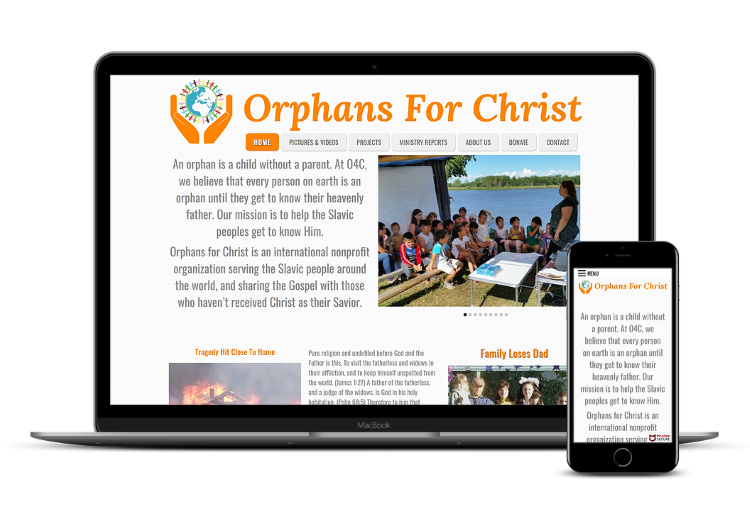 Orphans For Christ
HOME
PICTURES & VIDEOS
PROJECTS
MINISTRY REPORTS
ABOUT US
DONATE
CONTACT
An orphan is a child without a parent. At O4C,
we believe that every person on earth is an
orphan until they get to know their heavenly
father. Our mission is to help the Slavic
peoples get to know Him.
Orphans for Christ is an international nonprofit
organization serving the Slavic people around
the world, and sharing the Gospel with those
who haven't received Christ as their Savior.
Tragedy Hit Close To Home
Pure religion and undefiled before God and the
Father is this, To visit the fatherless and widows in
their affliction, and to keep himself unspotted from
the world. (James 1:27) A father of the fatherless,
and a judge of the widows, is God in his holy
habitation. (Pslm 68:5) Therefore to him that
Family Loses Dad
MacBook
MENU
Orphans For Christ
An orphan is a child without
a parent. At O4C, we
believe that every person
on earth is an orphan until
they get to know their
heavenly father. Our
mission is to help the Slavic
peoples get to know Him.
Orphans for Christ is an
international nonprofit
organization serving
McAfee
SECURE